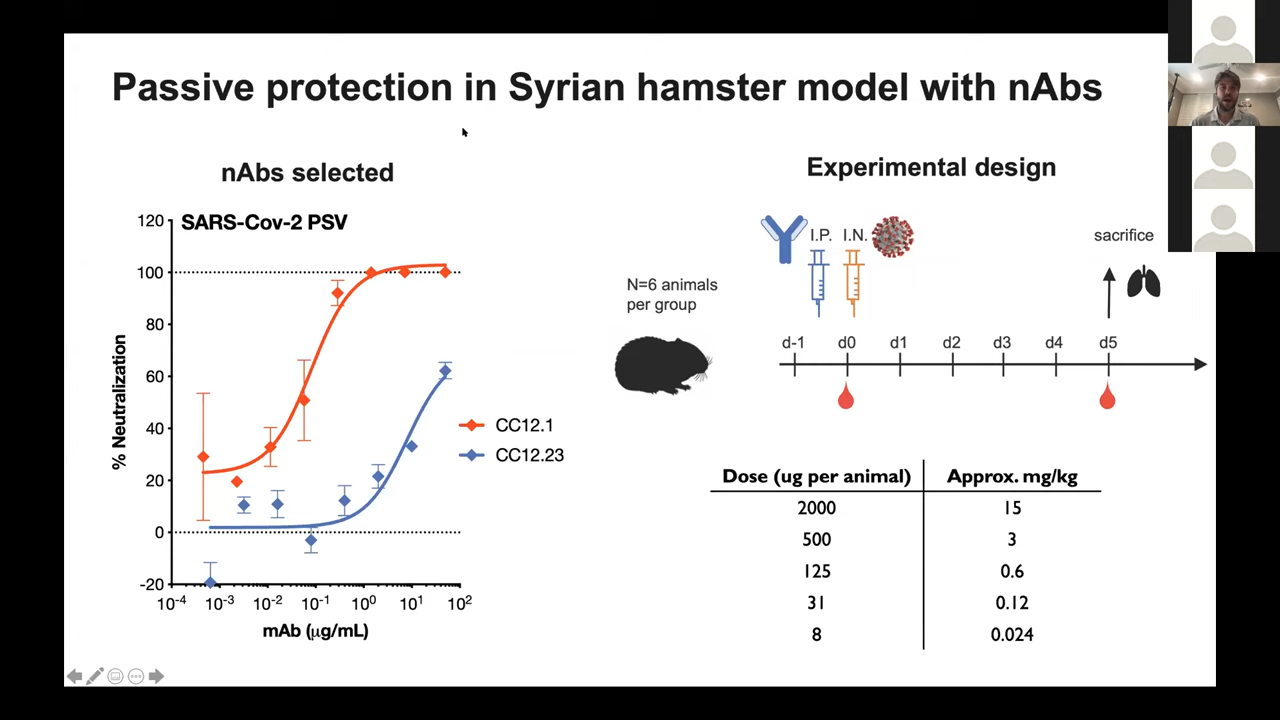 Passive protection in Syrian hamster model with nAbs
nAbs selected
SARS-Cov-2 PSV
120
100
80
60
40
20
0
-20
% Neutralization
10-4 10-3 10-2 10-1 100 101 102
mAb (µg/mL)
CC12.1
CC12.23
Experimental design
I.P. I.N.
sacrifice
N=6 animals
per group
d-1 d0 d1 d2 d3 d4 d5
Dose (ug per animal) Approx. mg/kg
2000 15
500 3
125 0.6
31 0.12
8 0.024